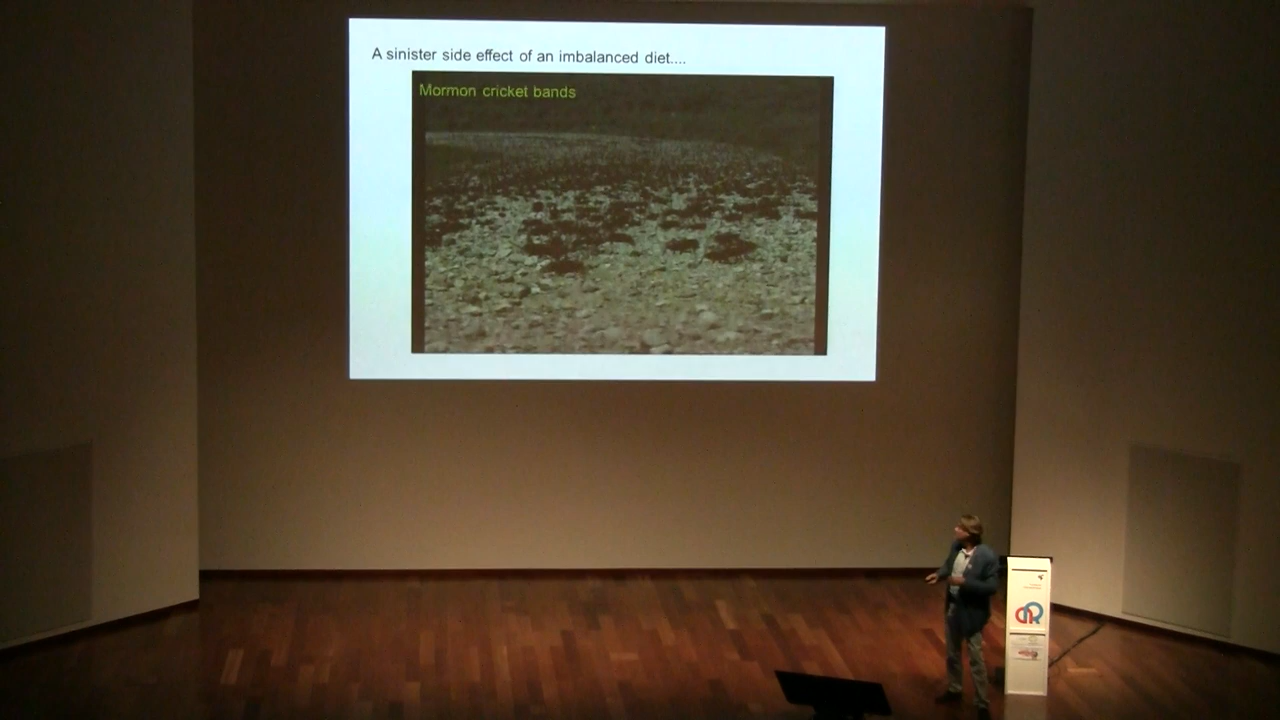 A sinister side effect of an imbalanced diet....
Mormon cricket bands